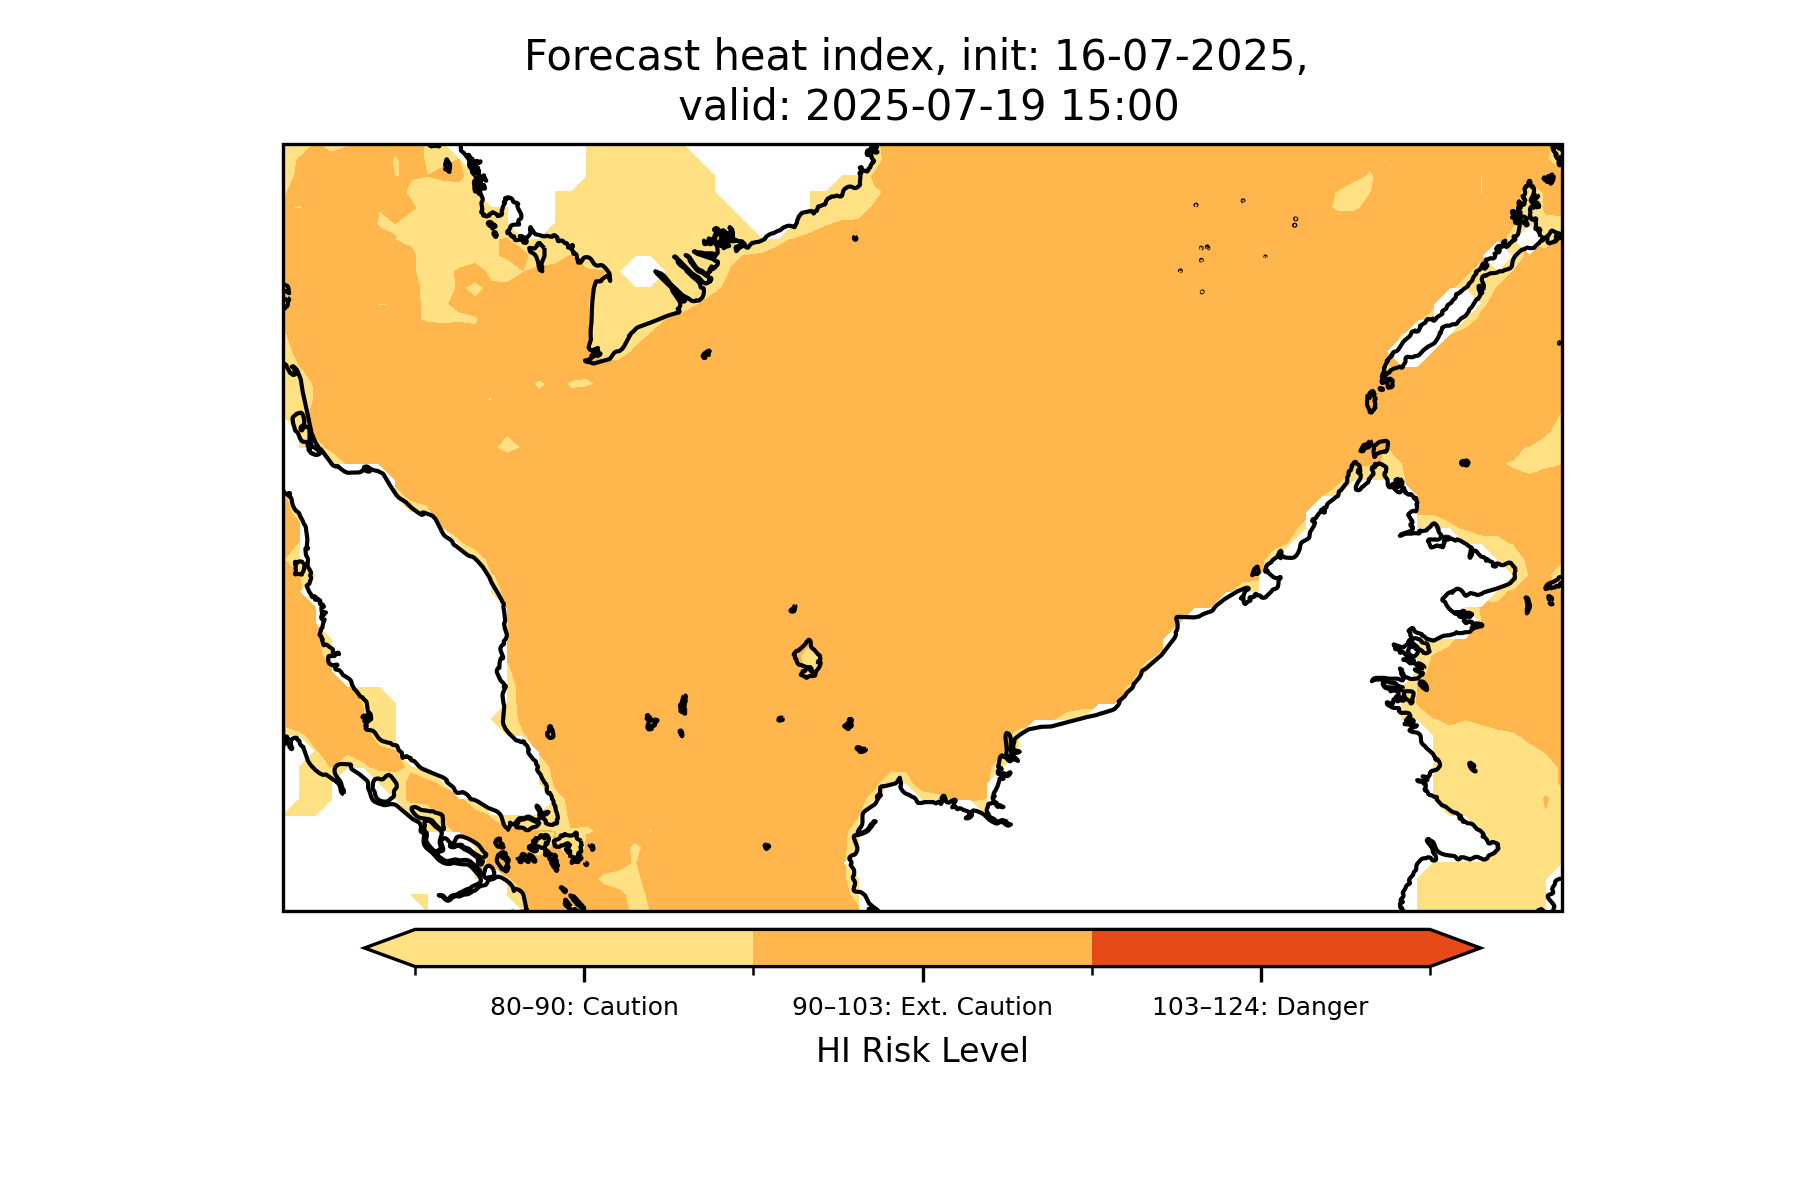 Forecast heat index, init: 16-07-2025,
valid: 2025-07-19 15:00
80–90: Caution
90–103: Ext. Caution
103–124: Danger
HI Risk Level